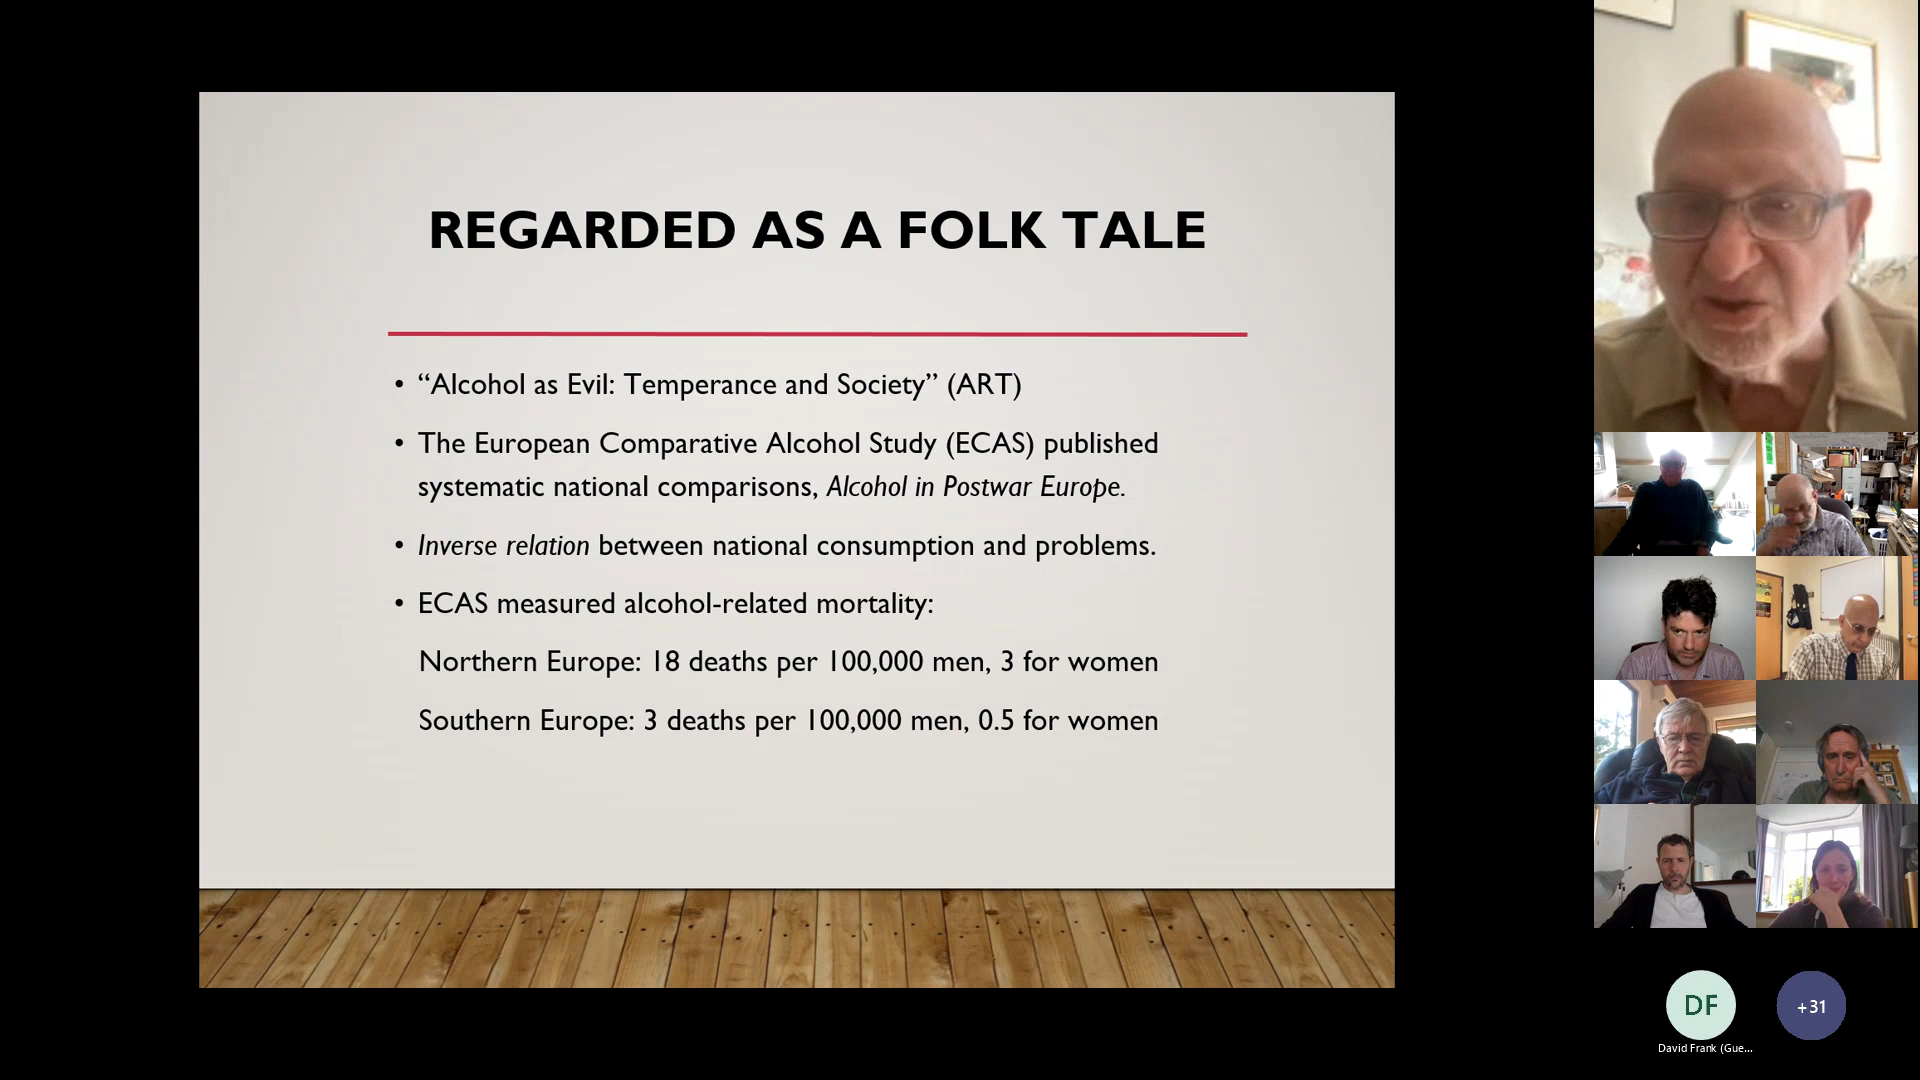 REGARDED AS A FOLK TALE
• “Alcohol as Evil: Temperance and Society” (ART)
• The European Comparative Alcohol Study (ECAS) published
systematic national comparisons, Alcohol in Postwar Europe.
• Inverse relation between national consumption and problems.
• ECAS measured alcohol-related mortality:
Northern Europe: 18 deaths per 100,000 men, 3 for women
Southern Europe: 3 deaths per 100,000 men, 0.5 for women
DF
+31
David Frank (Gue...